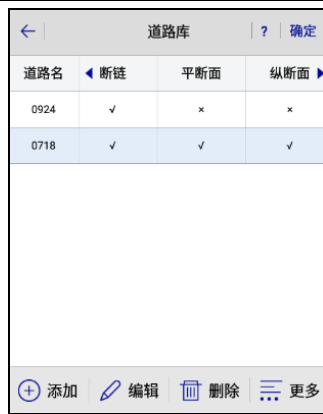 道路库 ? 确定
道路名 断链 平断面 纵断面
0924 √ × ×
0718 √ √ √
添加 编辑 删除 更多